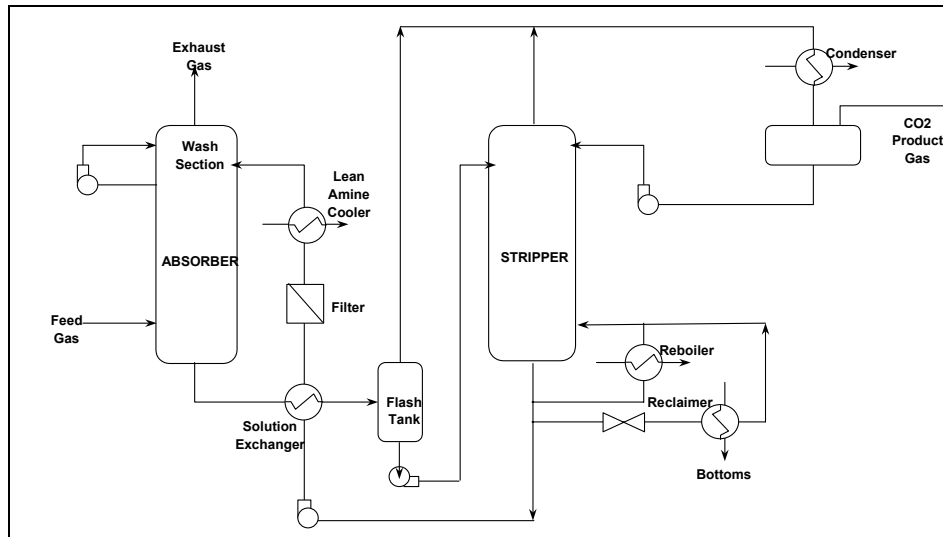 Exhaust
Gas
Wash
Section
Lean
Amine
Cooler
ABSORBER
Filter
Feed
Gas
Solution
Exchanger
Flash
Tank
STRIPPER
Condenser
CO2
Product
Gas
Reboiler
Reclaimer
Bottoms